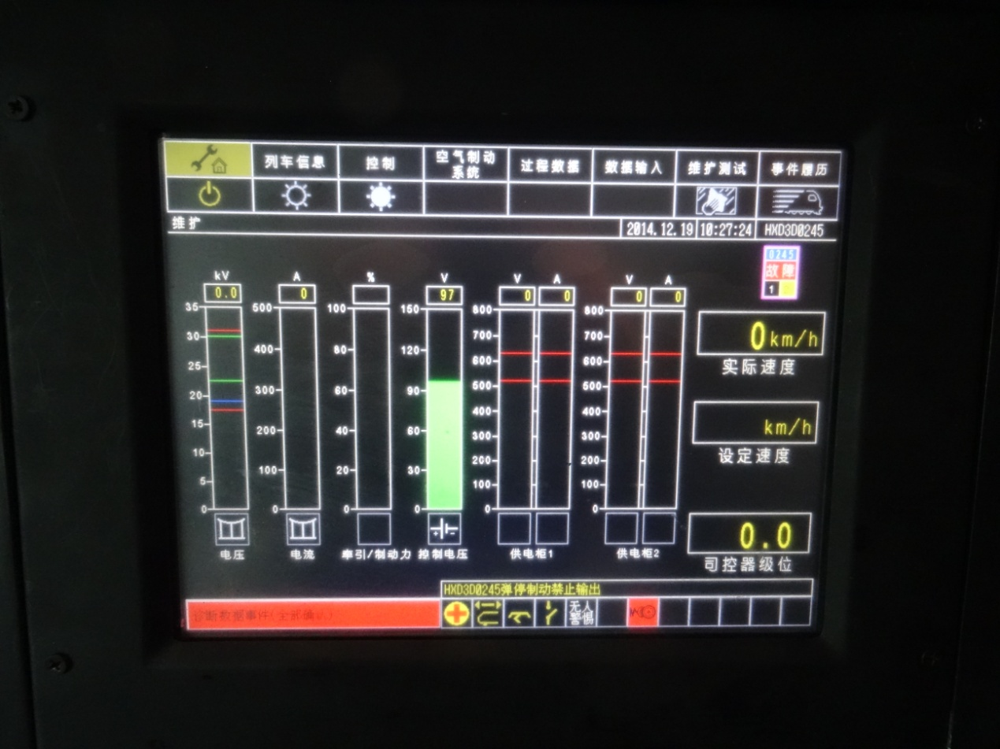 列车信息
控制
空气制动
系统
过程数据
数据输入
维护测试
事件履历
维护
2014.12.19
10:27:24
HXD3D0245
0245
故障
1
kV
A
%
V
V
A
V
A
0.0
0
97
0
0
0
0
35
30
25
20
15
10
5
0
500
400
300
200
100
0
100
80
60
40
20
0
150
120
90
60
30
0
800
700
600
500
400
300
200
100
0
800
700
600
500
400
300
200
100
0
0km/h
实际速度
km/h
设定速度
0.0
司控器级位
电压
电流
牵引/制动力
控制电压
供电柜1
供电柜2
HXD3D0245弹停制动禁止输出
诊断数据事件(全部确认)
无人
警惕